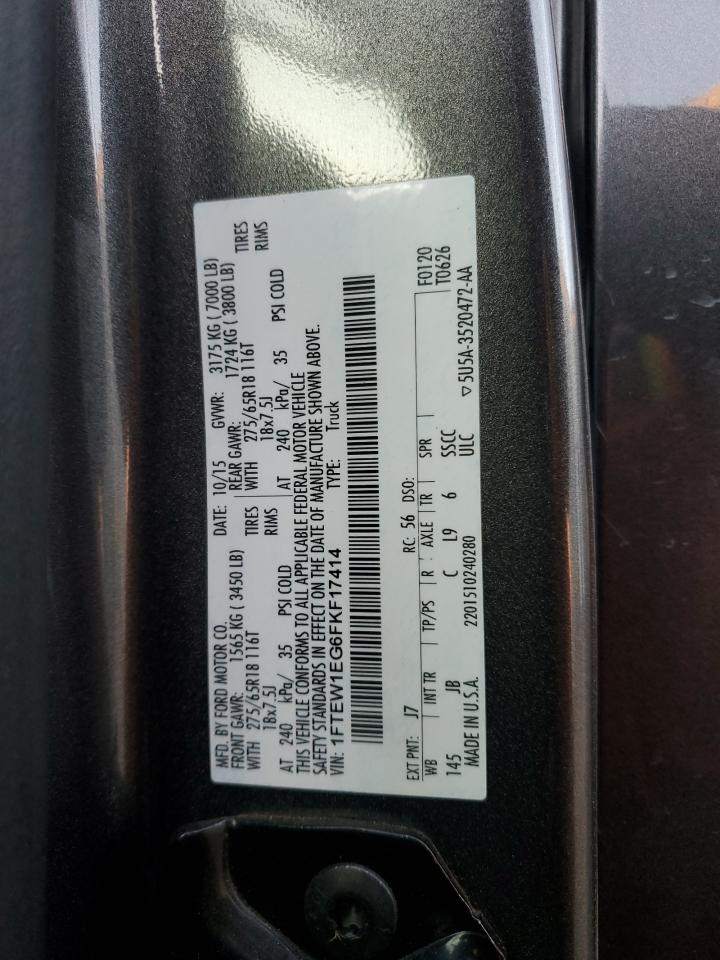 MFD. BY FORD MOTOR CO. DATE: 10/15 GVWR: 3175 KG ( 7000 LB)
FRONT GAWR: 1565 KG ( 3450 LB) REAR GAWR: 1724 KG ( 3800 LB)
WITH 275/65R18 116T TIRES WITH 275/65R18 116T TIRES
18x7.5J RIMS 18x7.5J RIMS
AT 240 kPa/ 35 PSI COLD AT 240 kPa/ 35 PSI COLD
THIS VEHICLE CONFORMS TO ALL APPLICABLE FEDERAL MOTOR VEHICLE
SAFETY STANDARDS IN EFFECT ON THE DATE OF MANUFACTURE SHOWN ABOVE.
VIN: 1FTEW1EG6FKF17414 TYPE: Truck
EXT PNT: J7 RC: 56 DSO: F0120
WB INT TR TP/PS R AXLE TR SPR T0626
145 JB C L9 6 SSCC
MADE IN U.S.A. 2201510240280 ULC ▽5U5A-3520472-AA